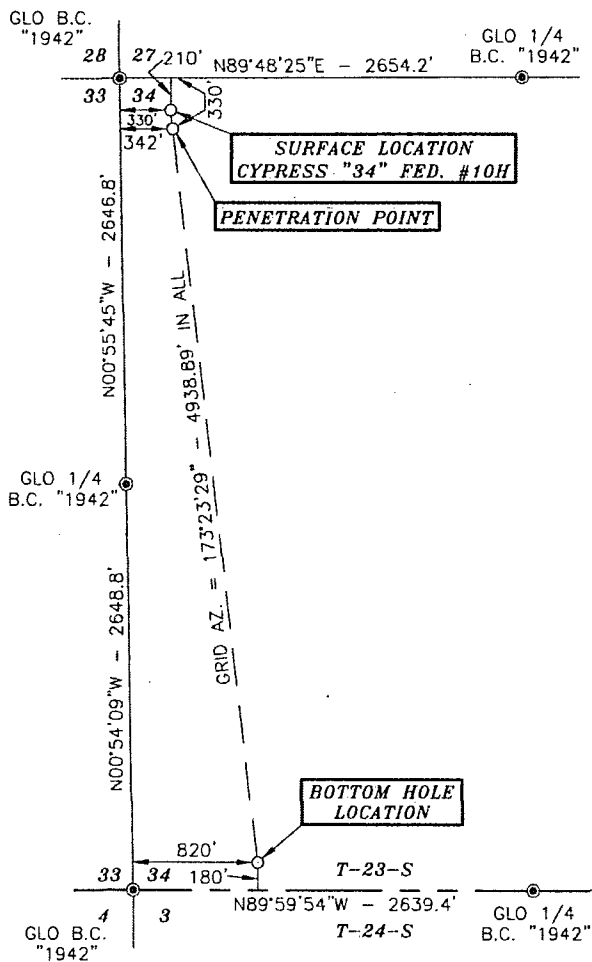 GLO B.C.
"1942"
28
27
210'
N89°48'25"E - 2654.2'
GLO 1/4
B.C. "1942"
33
34
330'
330'
342'
SURFACE LOCATION
CYPRESS "34" FED. #10H
PENETRATION POINT
N00°55'45"W - 2646.8'
GRID AZ. = 173°23'29" - 4938.89' IN ALL
GLO 1/4
B.C. "1942"
N00°54'09"W - 2648.8'
BOTTOM HOLE
LOCATION
820'
180'
T-23-S
33
34
4
3
N89°59'54"W - 2639.4'
T-24-S
GLO B.C.
"1942"
GLO 1/4
B.C. "1942"